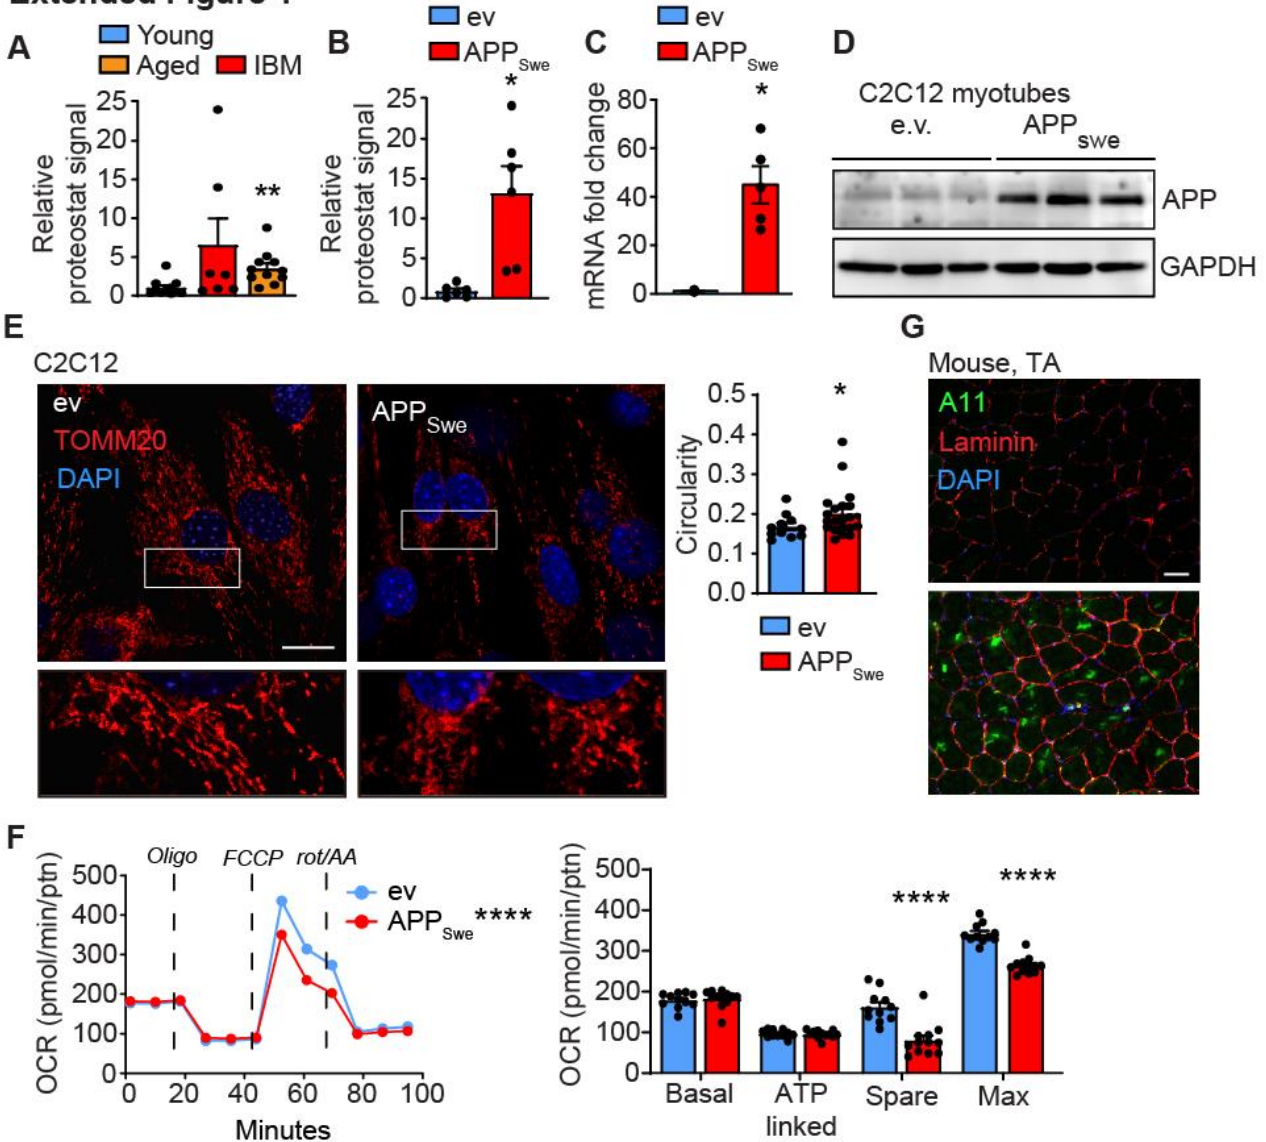 A
Young
Aged
IBM
Relative
proteostat signal
25
20
15
10
5
0
**
B
ev
APPSwe
Relative
proteostat signal
25
20
15
10
5
0
*
C
ev
APPSwe
mRNA fold change
80
60
40
20
0
*
D
C2C12 myotubes
e.v.
APPswe
APP
GAPDH
E
C2C12
ev
TOMM20
DAPI
APPSwe
Circularity
0.5
0.4
0.3
0.2
0.1
0.0
*
ev
APPSwe
G
Mouse, TA
A11
Laminin
DAPI
F
OCR (pmol/min/ptn)
500
400
300
200
100
0
Oligo
FCCP
rot/AA
ev
APPSwe ****
0 20 40 60 80 100
Minutes
OCR (pmol/min/ptn)
500
400
300
200
100
0
****
****
Basal
ATP
linked
Spare
Max